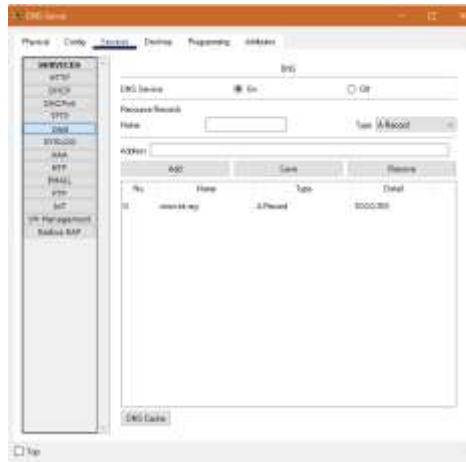 DNS Server
Physical Config Services Desktop Programming Attributes
SERVICES
HTTP
DHCP
DHCPv6
TFTP
DNS
SYSLOG
AAA
NTP
EMAIL
FTP
IoT
VM Management
Radius EAP
DNS
DNS Service On Off
Resource Records
Name Type A Record
Address
Add Save Remove
No. Name Type Detail
0 A Record
DNS Cache
Top